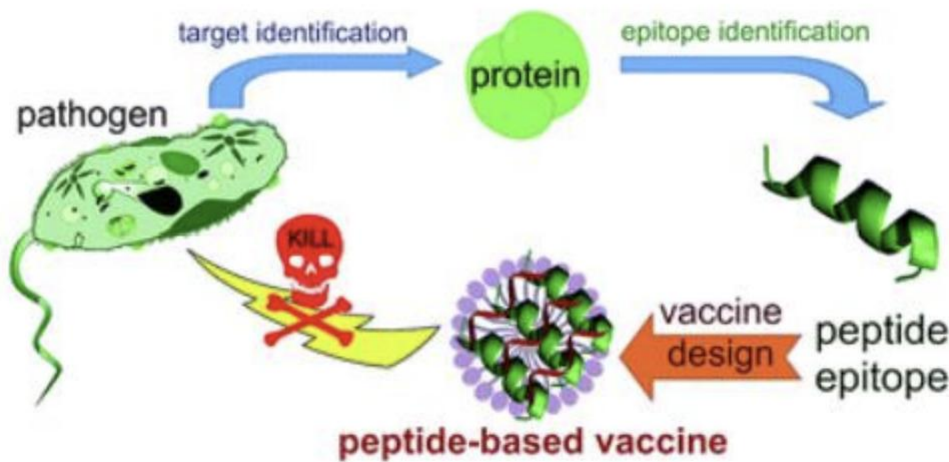 target identification
epitope identification
protein
pathogen
KILL
vaccine
design
peptide
epitope
peptide-based vaccine